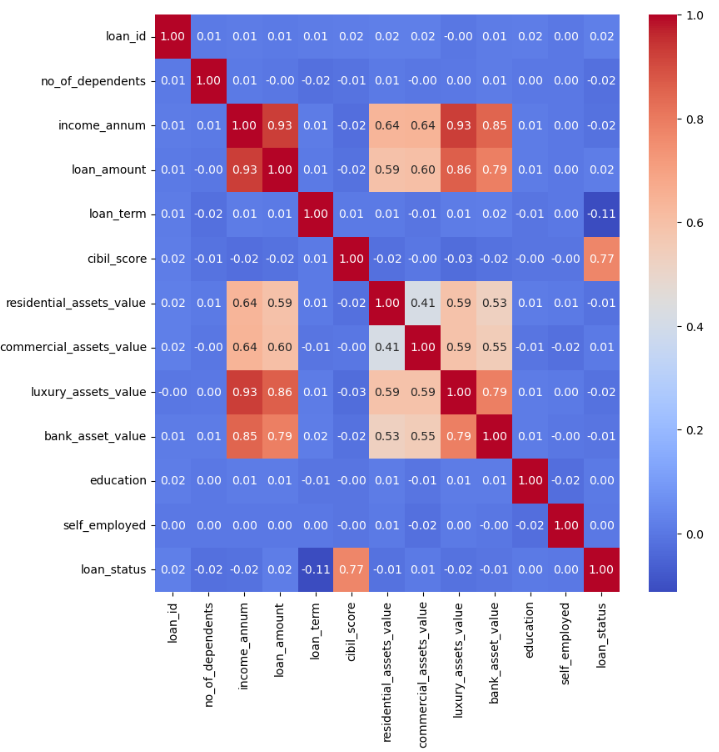 loan_id 1.00 0.01 0.01 0.01 0.01 0.02 0.02 0.02 -0.00 0.01 0.02 0.00 0.02
no_of_dependents 0.01 1.00 0.01 -0.00 -0.02 -0.01 0.01 -0.00 0.00 0.01 0.00 0.00 -0.02
income_annum 0.01 0.01 1.00 0.93 0.01 -0.02 0.64 0.64 0.93 0.85 0.01 0.00 -0.02
loan_amount 0.01 -0.00 0.93 1.00 0.01 -0.02 0.59 0.60 0.86 0.79 0.01 0.00 0.02
loan_term 0.01 -0.02 0.01 0.01 1.00 0.01 0.01 -0.01 0.01 0.02 -0.01 0.00 -0.11
cibil_score 0.02 -0.01 -0.02 -0.02 0.01 1.00 -0.02 -0.00 -0.03 -0.02 -0.00 -0.00 0.77
residential_assets_value 0.02 0.01 0.64 0.59 0.01 -0.02 1.00 0.41 0.59 0.53 0.01 0.01 -0.01
commercial_assets_value 0.02 -0.00 0.64 0.60 -0.01 -0.00 0.41 1.00 0.59 0.55 -0.01 -0.02 0.01
luxury_assets_value -0.00 0.00 0.93 0.86 0.01 -0.03 0.59 0.59 1.00 0.79 0.01 0.00 -0.02
bank_asset_value 0.01 0.01 0.85 0.79 0.02 -0.02 0.53 0.55 0.79 1.00 0.01 -0.00 -0.01
education 0.02 0.00 0.01 0.01 -0.01 -0.00 0.01 -0.01 0.01 0.01 1.00 -0.02 0.00
self_employed 0.00 0.00 0.00 0.00 0.00 -0.00 0.01 -0.02 0.00 -0.00 -0.02 1.00 0.00
loan_status 0.02 -0.02 -0.02 0.02 -0.11 0.77 -0.01 0.01 -0.02 -0.01 0.00 0.00 1.00
loan_id
no_of_dependents
income_annum
loan_amount
loan_term
cibil_score
residential_assets_value
commercial_assets_value
luxury_assets_value
bank_asset_value
education
self_employed
loan_status
1.0
0.8
0.6
0.4
0.2
0.0